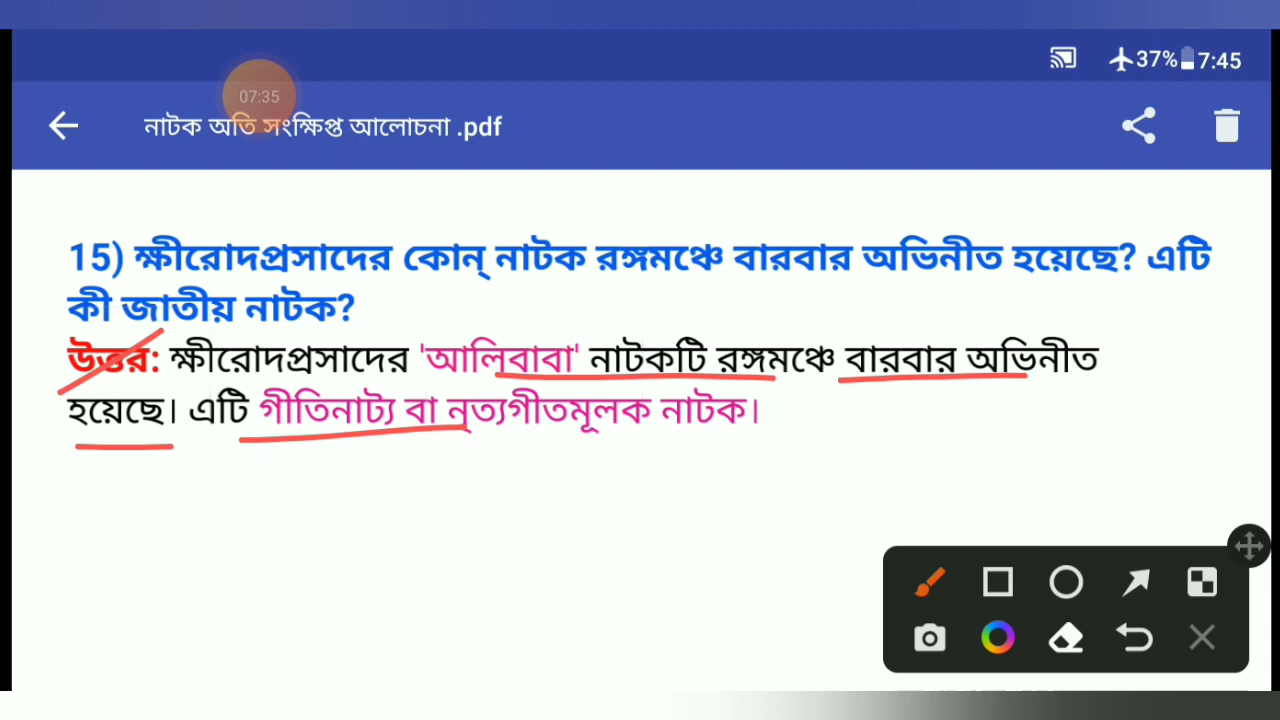 37% 7:45
07:35
নাটক অতি সংক্ষিপ্ত আলোচনা .pdf
15) ক্ষীরোদপ্রসাদের কোন্ নাটক রঙ্গমঞ্চে বারবার অভিনীত হয়েছে? এটি
কী জাতীয় নাটক?
উত্তর: ক্ষীরোদপ্রসাদের 'আলিবাবা' নাটকটি রঙ্গমঞ্চে বারবার অভিনীত
হয়েছে। এটি গীতিনাট্য বা নৃত্যগীতমূলক নাটক।